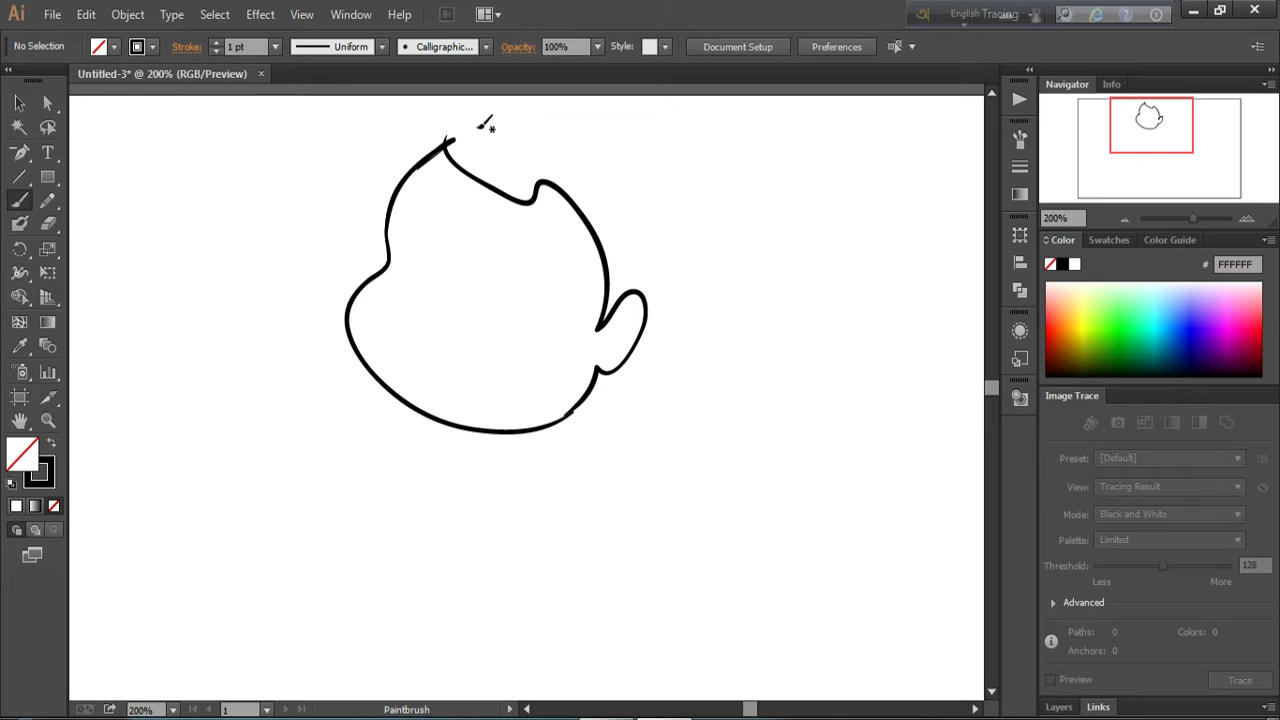 Ai File Edit Object Type Select Effect View Window Help Br English Tracing
No Selection Stroke: 1 pt Uniform Calligraphic... Opacity: 100% Style: Document Setup Preferences
Untitled-3* @ 200% (RGB/Preview) ×
Navigator Info
200%
Color Swatches Color Guide
# FFFFFF
Image Trace
Preset: [Default]
View: Tracing Result
Mode: Black and White
Palette: Limited
Threshold: 128
Less More
Advanced
Paths: 0 Colors: 0
Anchors: 0
Preview Trace
Layers Links
200% 1 Paintbrush